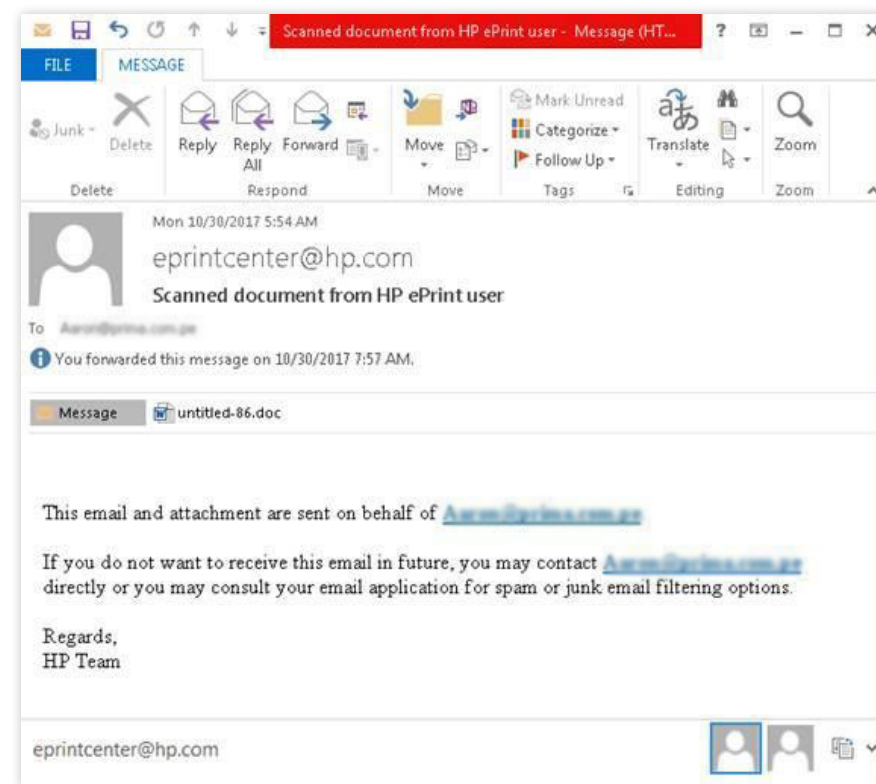 Scanned document from HP ePrint user - Message (HT...
?
FILE MESSAGE
Junk
Delete
Reply
Reply All
Forward
Move
Mark Unread
Categorize
Follow Up
Translate
Zoom
Delete Respond Move Tags Editing Zoom
Mon 10/30/2017 5:54 AM
eprintcenter@hp.com
Scanned document from HP ePrint user
To
You forwarded this message on 10/30/2017 7:57 AM.
Message untitled-86.doc
This email and attachment are sent on behalf of
If you do not want to receive this email in future, you may contact
directly or you may consult your email application for spam or junk email filtering options.
Regards,
HP Team
eprintcenter@hp.com